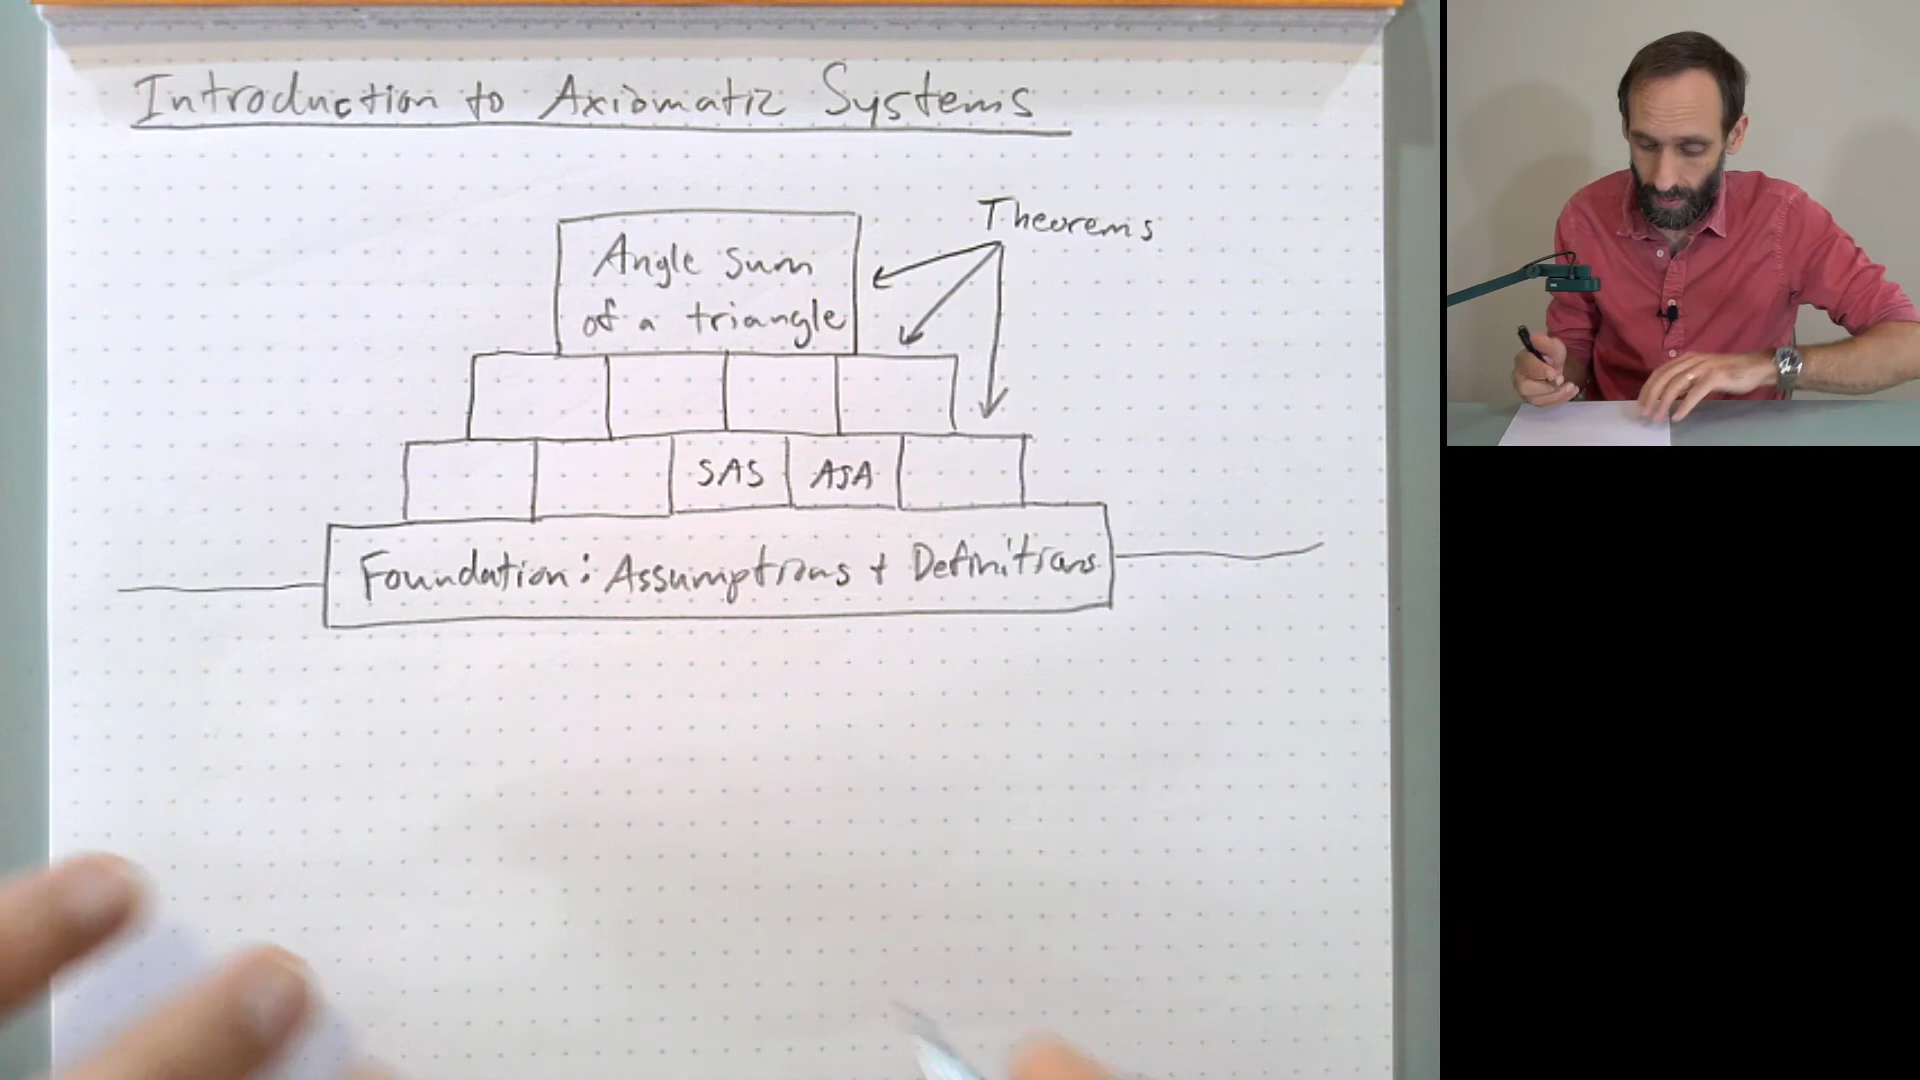 Introduction to Axiomatic Systems
Theorems
Angle sum
of a triangle
SAS
ASA
Foundation: Assumptions + Definitions